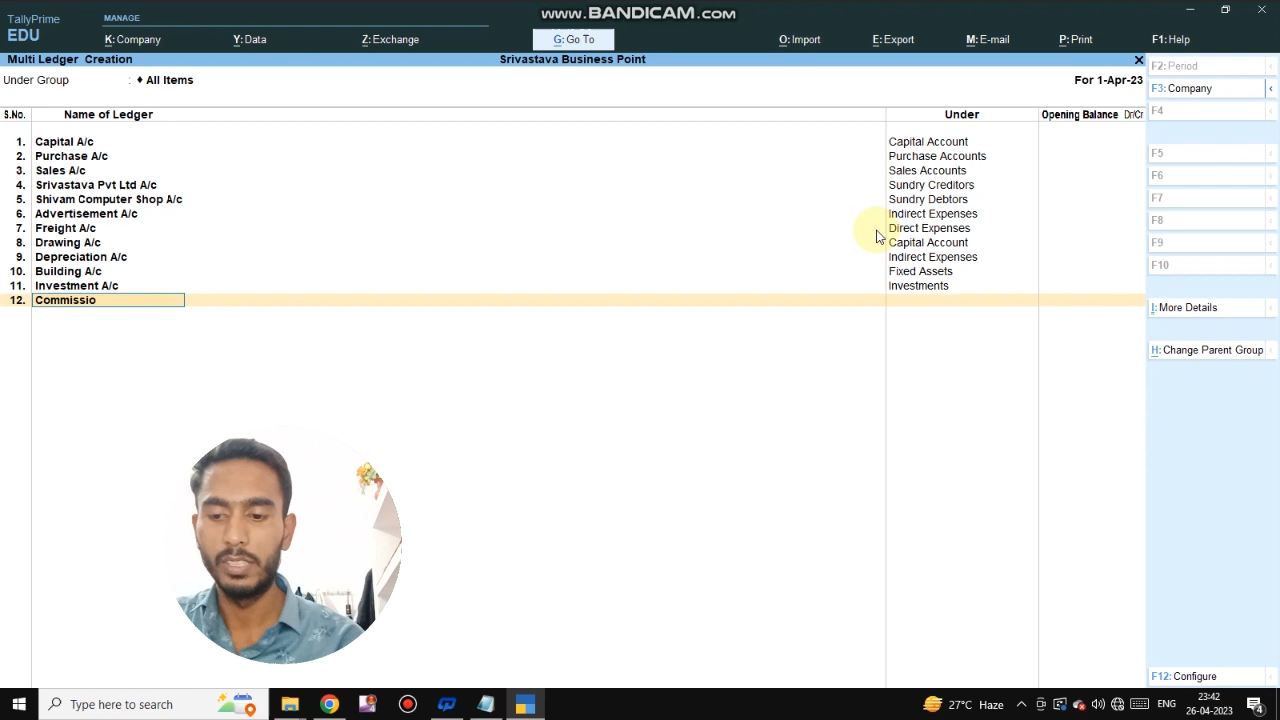 www.BANDICAM.com
TallyPrime
EDU
MANAGE
K: Company
Y: Data
Z: Exchange
G: Go To
O: Import
E: Export
M: E-mail
P: Print
F1: Help
Multi Ledger Creation
Srivastava Business Point
Under Group : ♦ All Items
For 1-Apr-23
S.No. Name of Ledger Under Opening Balance Dr/Cr
1. Capital A/c Capital Account
2. Purchase A/c Purchase Accounts
3. Sales A/c Sales Accounts
4. Srivastava Pvt Ltd A/c Sundry Creditors
5. Shivam Computer Shop A/c Sundry Debtors
6. Advertisement A/c Indirect Expenses
7. Freight A/c Direct Expenses
8. Drawing A/c Capital Account
9. Depreciation A/c Indirect Expenses
10. Building A/c Fixed Assets
11. Investment A/c Investments
12. Commissio
F2: Period
F3: Company
F4
F5
F6
F7
F8
F9
F10
I: More Details
H: Change Parent Group
F12: Configure
Type here to search
27°C Haze
ENG
23:42
26-04-2023
4